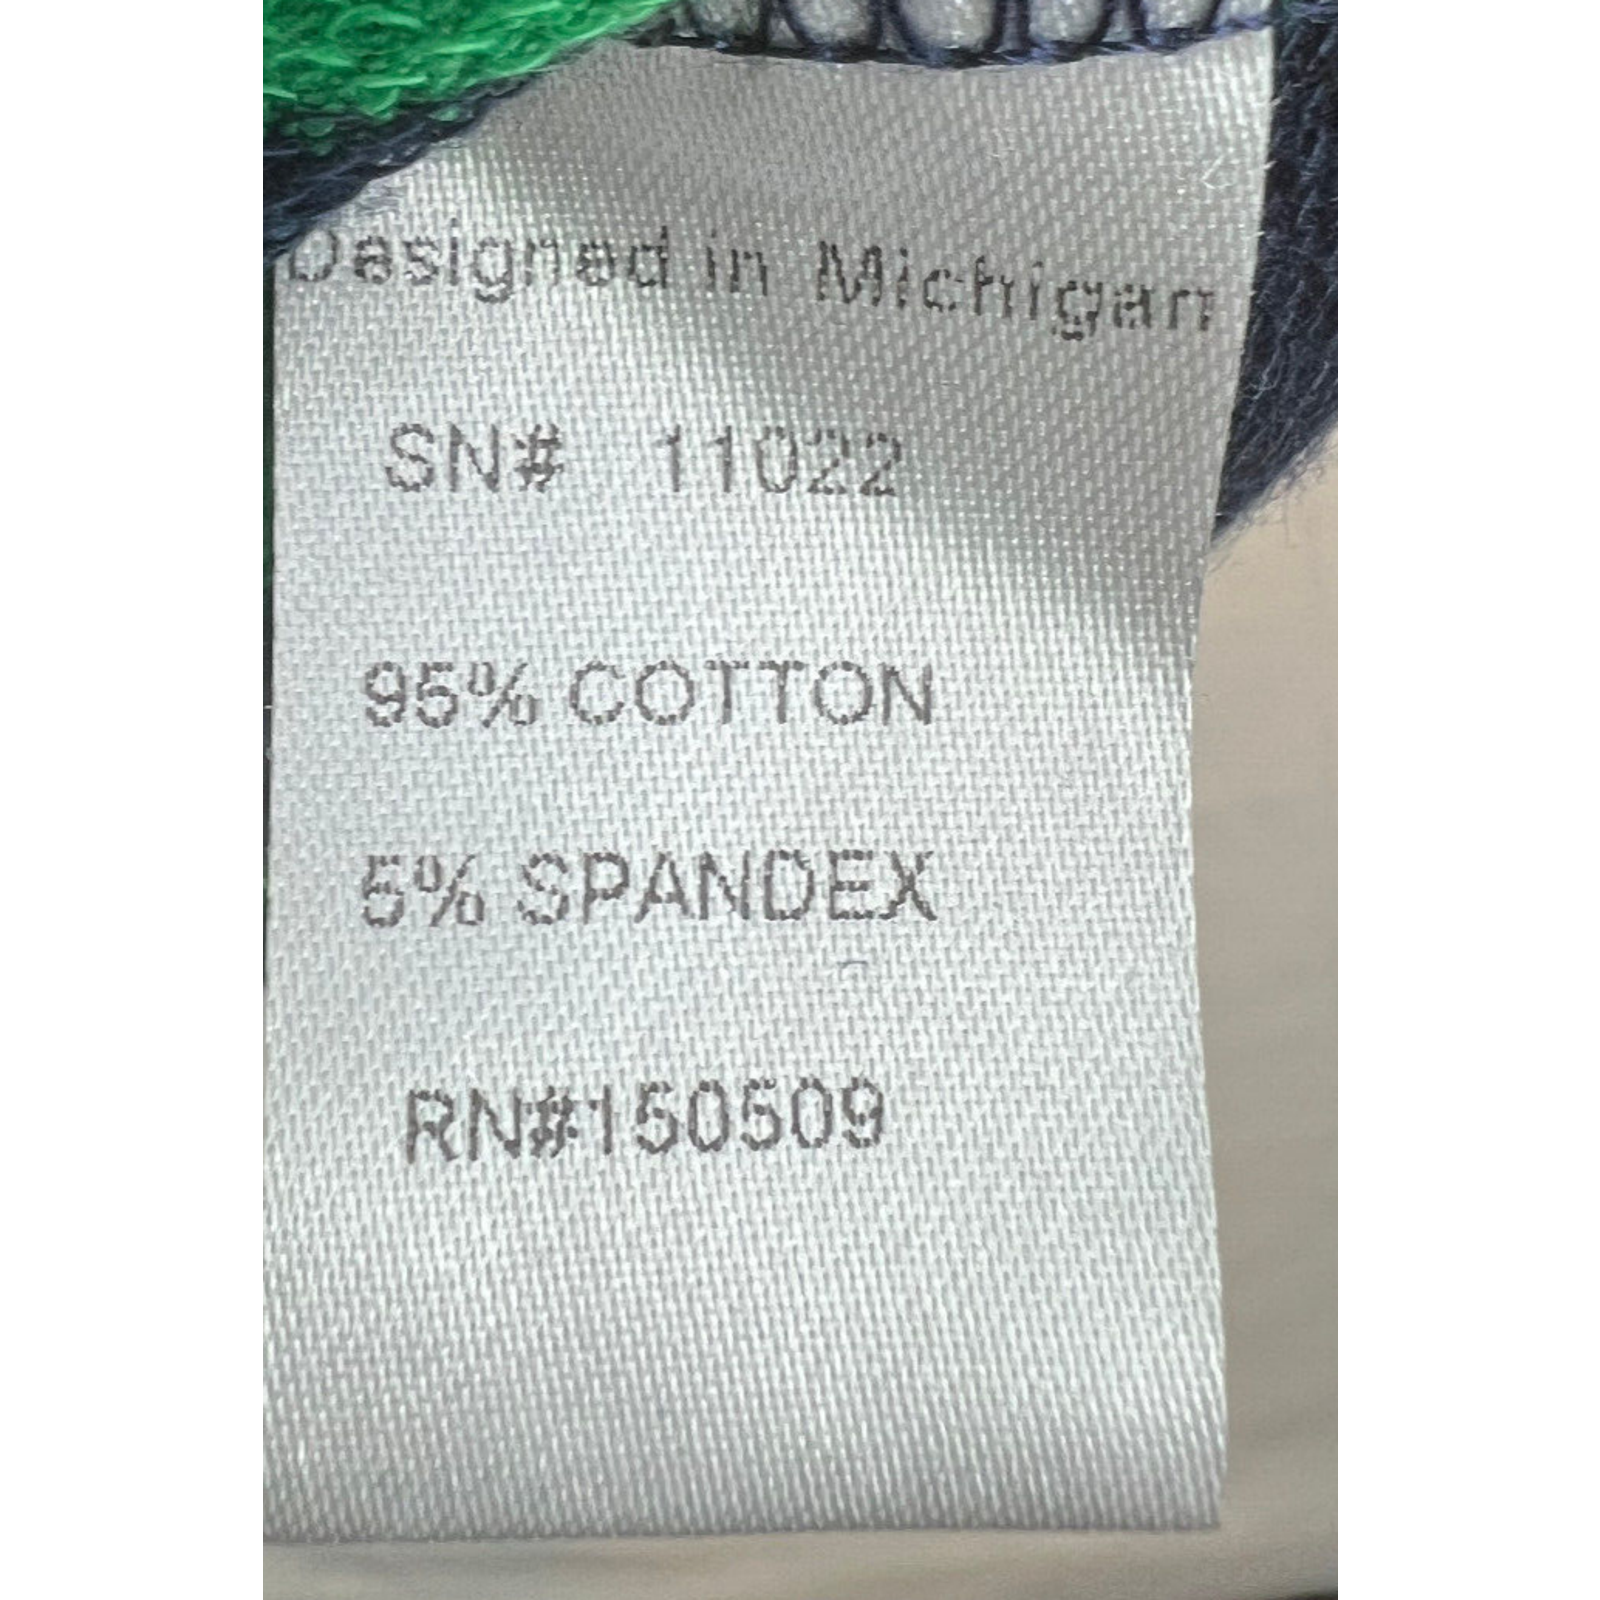 Designed in Michigan
SN# 11022
95% COTTON
5% SPANDEX
RN#150509